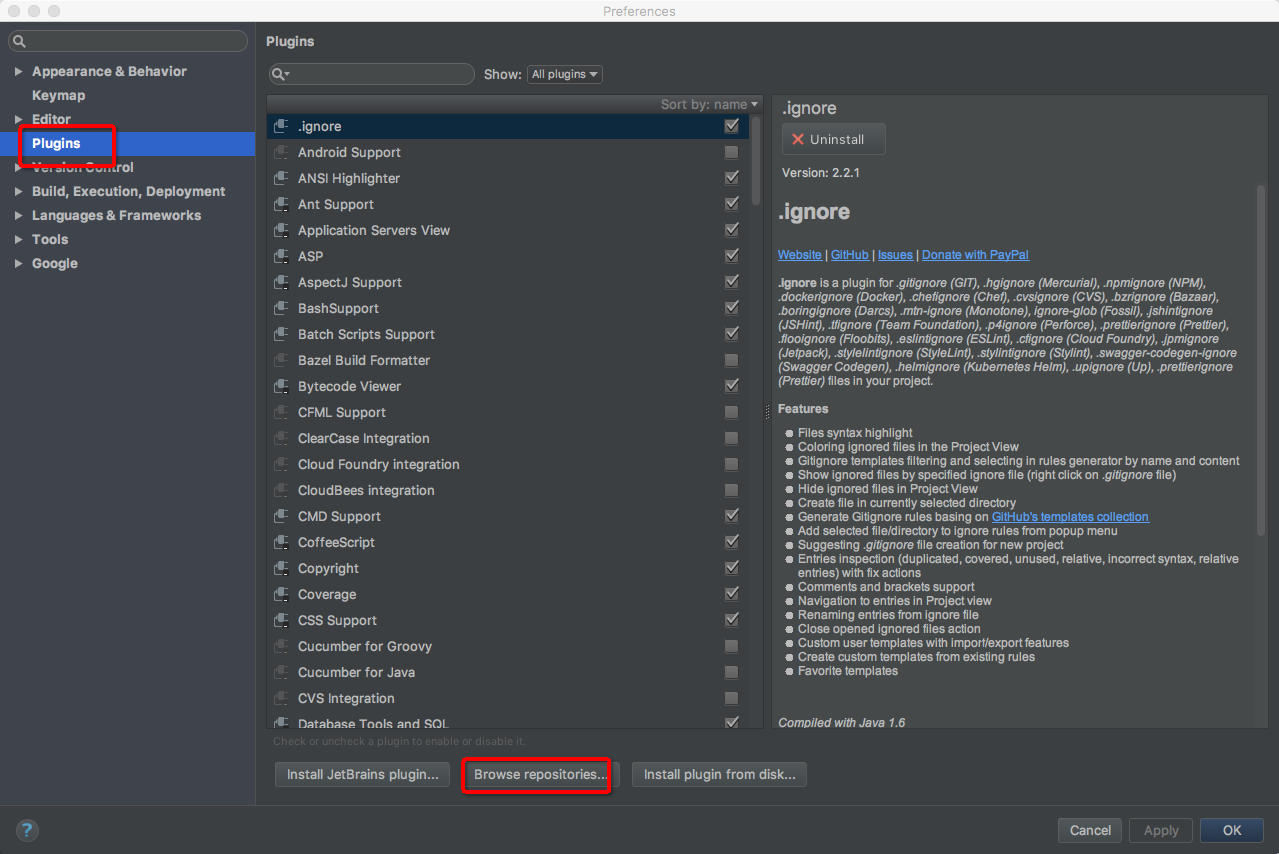 Preferences
Appearance & Behavior
Keymap
Editor
Plugins
Version Control
Build, Execution, Deployment
Languages & Frameworks
Tools
Google
Plugins
Show: All plugins
Sort by: name
.ignore
Android Support
ANSI Highlighter
Ant Support
Application Servers View
ASP
AspectJ Support
BashSupport
Batch Scripts Support
Bazel Build Formatter
Bytecode Viewer
CFML Support
ClearCase Integration
Cloud Foundry integration
CloudBees integration
CMD Support
CoffeeScript
Copyright
Coverage
CSS Support
Cucumber for Groovy
Cucumber for Java
CVS Integration
Database Tools and SQL
Check or uncheck a plugin to enable or disable it.
Install JetBrains plugin...
Browse repositories...
Install plugin from disk...
.ignore
Uninstall
Version: 2.2.1
.ignore
Website | GitHub | Issues | Donate with PayPal
.ignore is a plugin for .gitignore (GIT), .hgignore (Mercurial), .npmignore (NPM),
.dockerignore (Docker), .chefignore (Chef), .cvsignore (CVS), .bzrignore (Bazaar),
.boringignore (Darcs), .mtn-ignore (Monotone), ignore-glob (Fossil), .jshintignore
(JSHint), .tfignore (Team Foundation), .p4ignore (Perforce), .prettierignore (Prettier),
.flooignore (Floobits), .eslintignore (ESLint), .cfignore (Cloud Foundry), .jpmignore
(Jetpack), .stylelintignore (StyleLint), .stylintignore (Stylint), .swagger-codegen-ignore
(Swagger Codegen), .helmignore (Kubernetes Helm), .upignore (Up), .prettierignore
(Prettier) files in your project.
Features
Files syntax highlight
Coloring ignored files in the Project View
Gitignore templates filtering and selecting in rules generator by name and content
Show ignored files by specified ignore file (right click on .gitignore file)
Hide ignored files in Project View
Create file in currently selected directory
Generate Gitignore rules basing on GitHub's templates collection
Add selected file/directory to ignore rules from popup menu
Suggesting .gitignore file creation for new project
Entries inspection (duplicated, covered, unused, relative, incorrect syntax, relative
entries) with fix actions
Comments and brackets support
Navigation to entries in Project view
Renaming entries from ignore file
Close opened ignored files action
Custom user templates with import/export features
Create custom templates from existing rules
Favorite templates
Compiled with Java 1.6
?
Cancel
Apply
OK